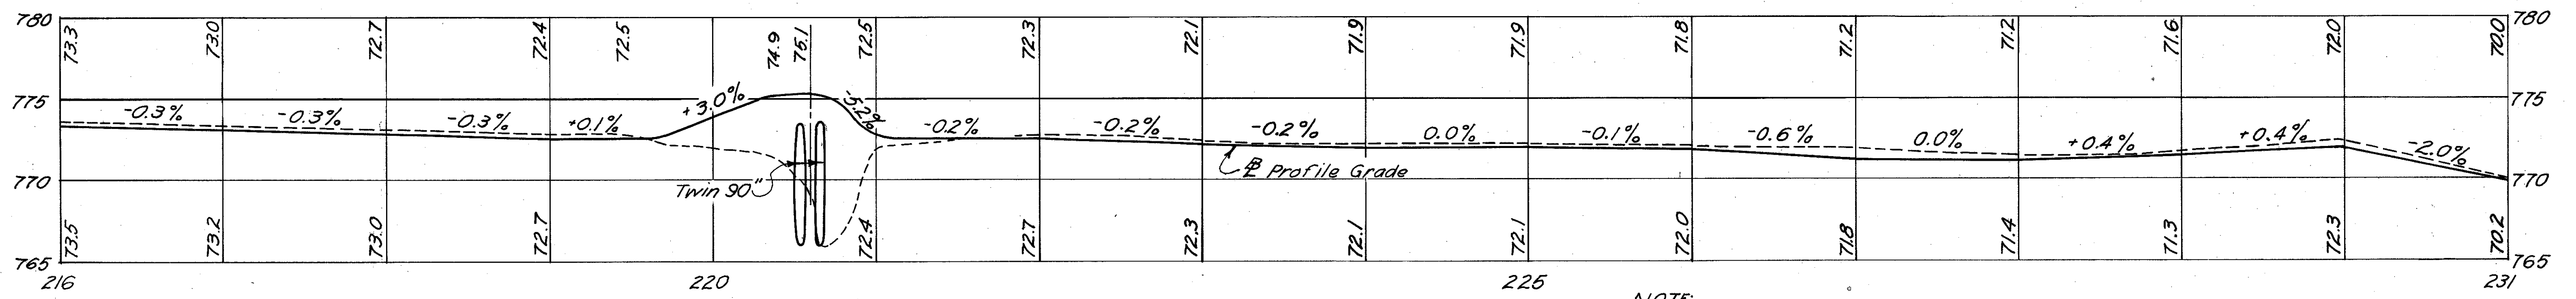 780 73.3 73.0 72.7 72.4 72.5 74.9 75.1 72.5 72.3 72.1 71.9 71.9 71.8 71.2 71.2 71.6 72.0 70.0 780
775 -0.3% -0.3% -0.3% +0.1% +3.0% -5.2% -0.2% -0.2% -0.2% 0.0% -0.1% -0.6% 0.0% +0.4% +0.4% -2.0% 775
770 Twin 90" ㅤPL Profile Grade 770
73.5 73.2 73.0 72.7 72.4 72.7 72.3 72.1 72.1 72.0 71.8 71.4 71.3 72.3 70.2
765 765
216 220 225 231
NOTE: